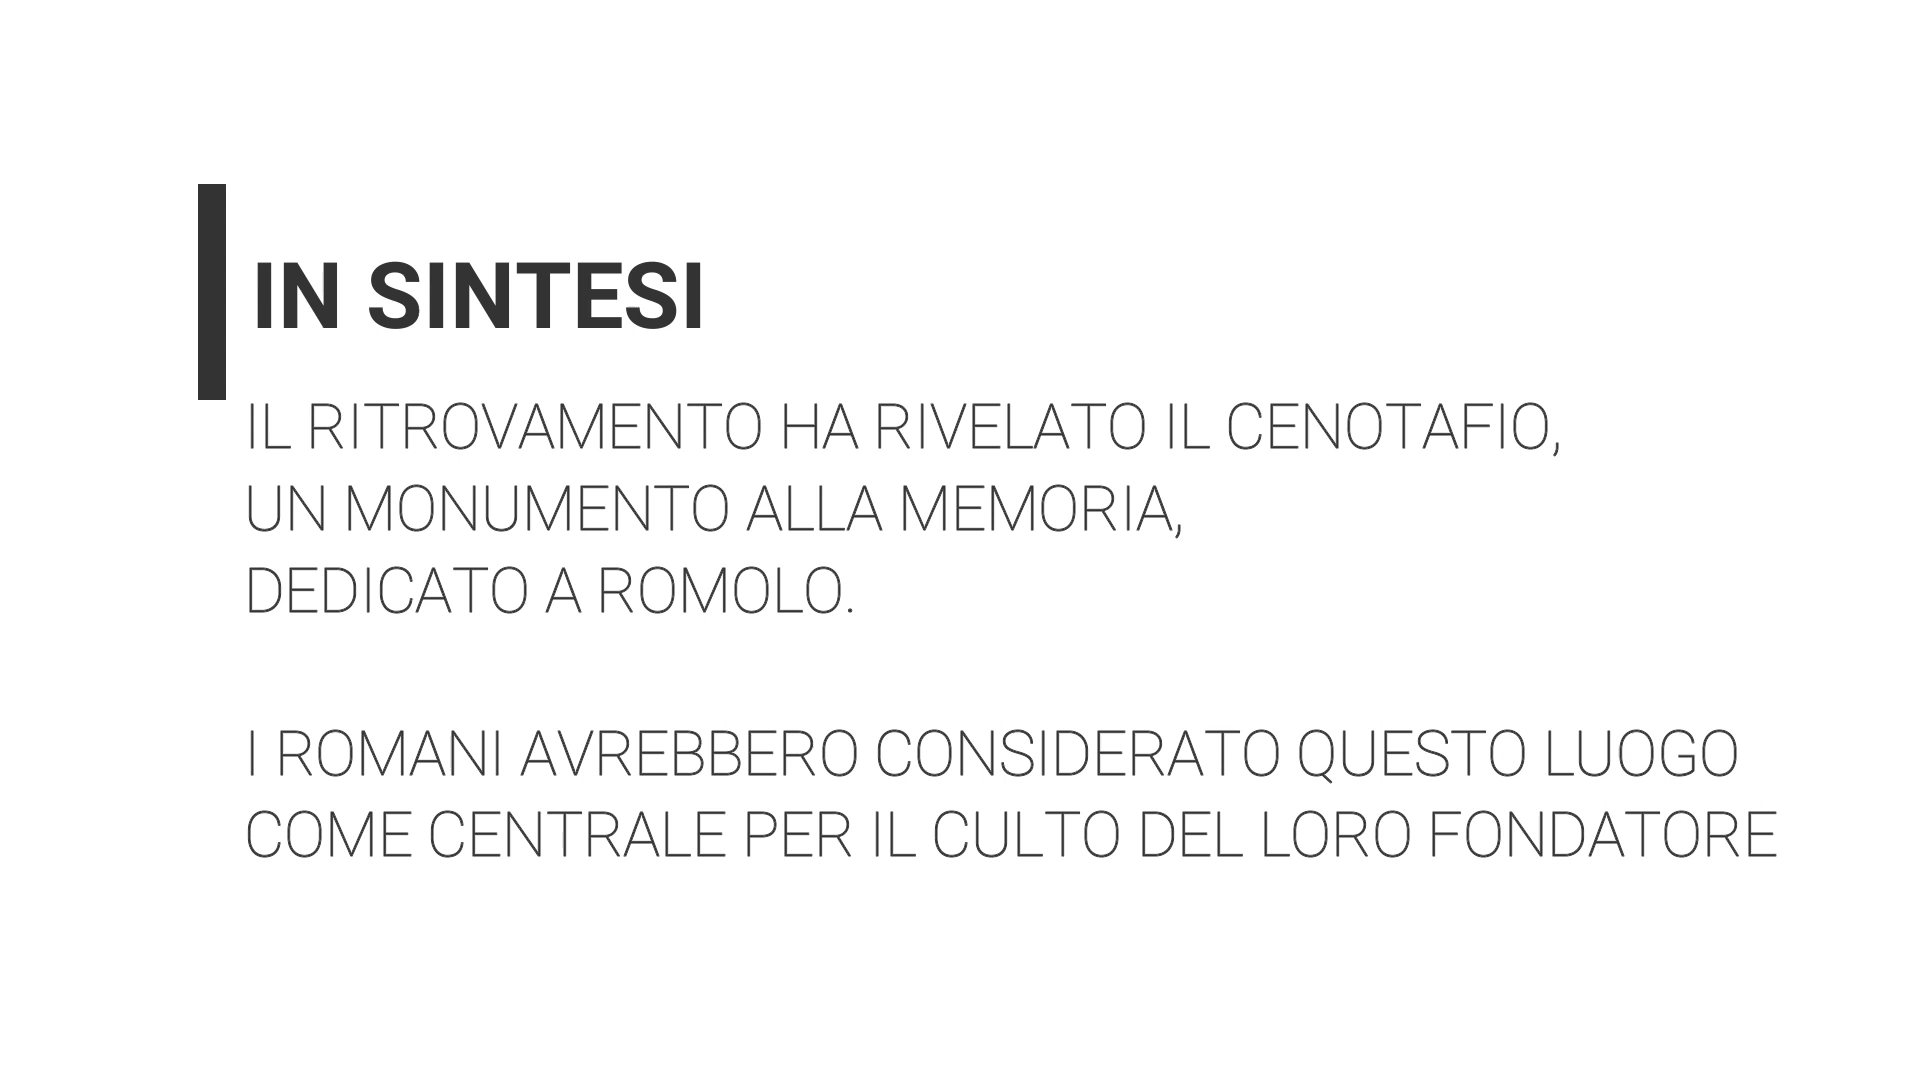 IN SINTESI
IL RITROVAMENTO HA RIVELATO IL CENOTAFIO,
UN MONUMENTO ALLA MEMORIA,
DEDICATO A ROMOLO.
I ROMANI AVREBBERO CONSIDERATO QUESTO LUOGO
COME CENTRALE PER IL CULTO DEL LORO FONDATORE